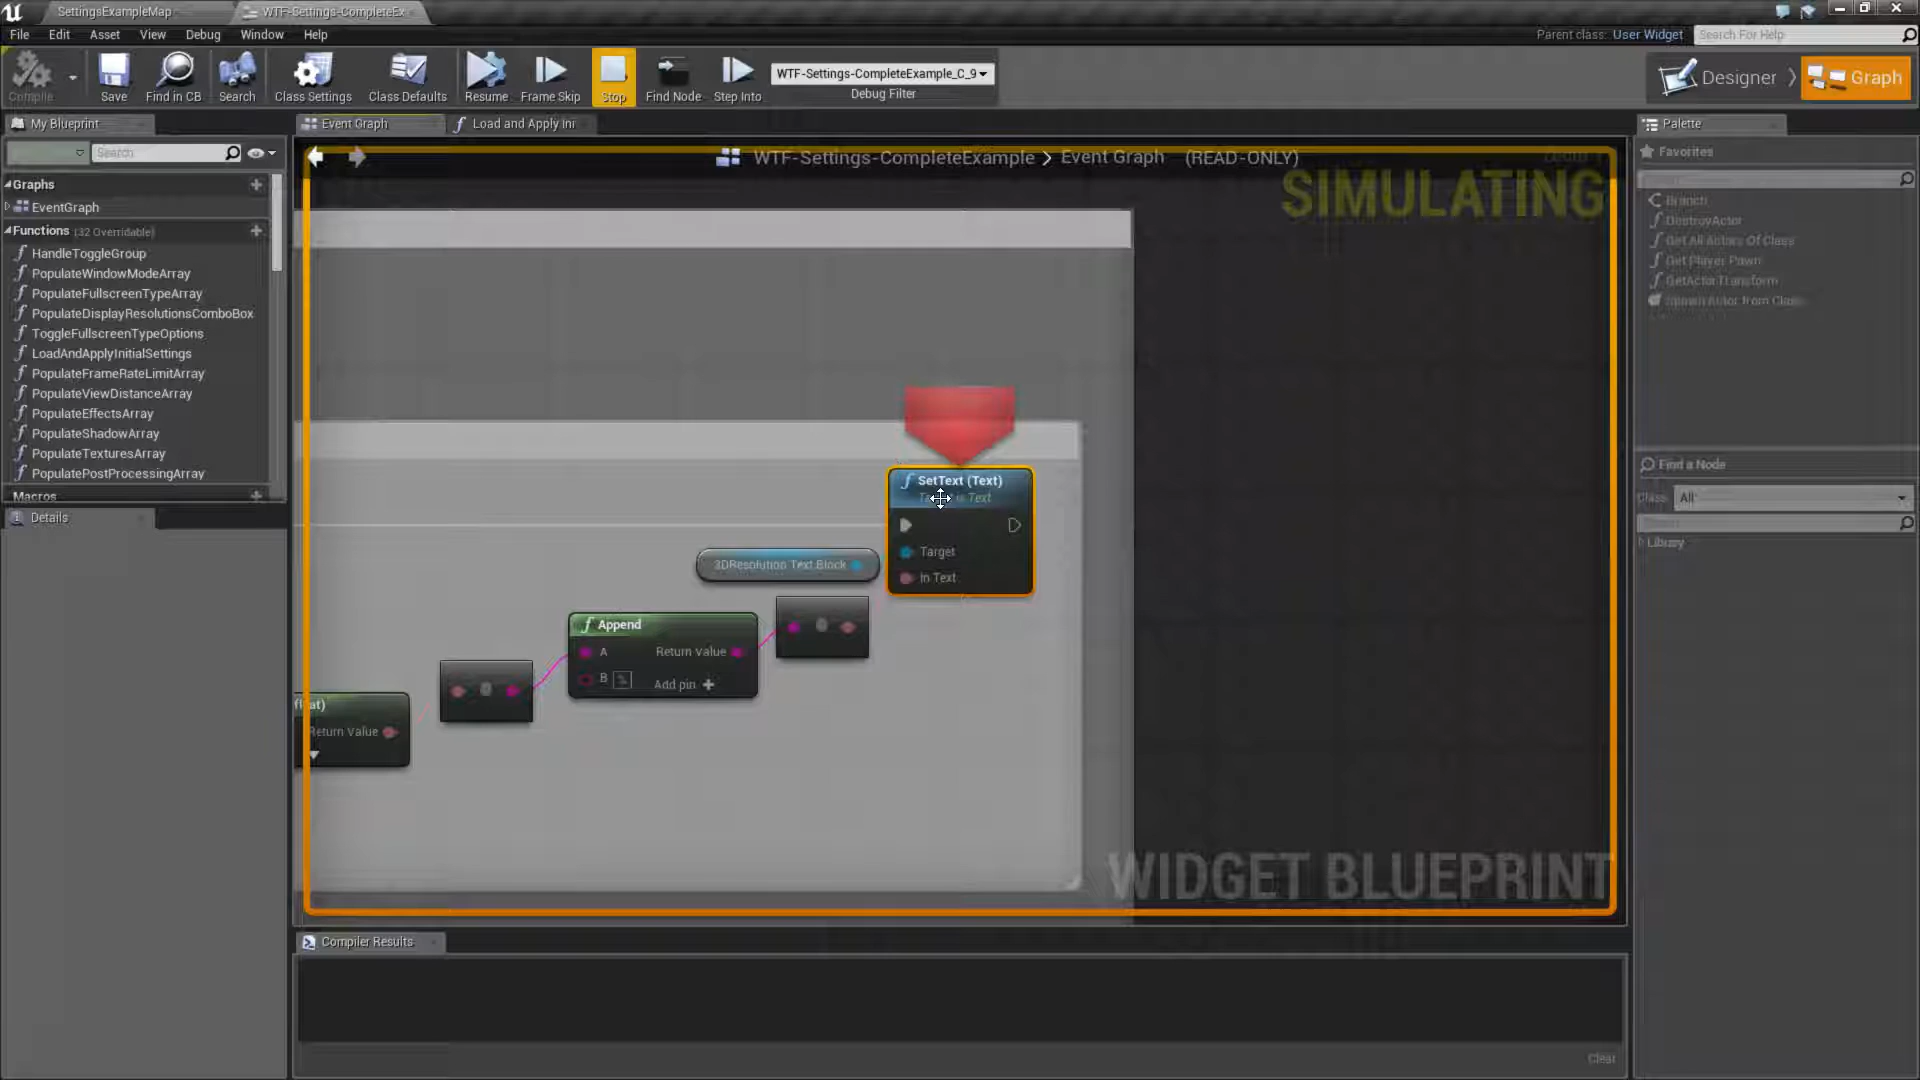 SettingsExampleMap
WTF-Settings-CompleteEx
File Edit Asset View Debug Window Help
Parent class: User Widget
Search For Help
Compile
Save
Find in CB
Search
Class Settings
Class Defaults
Resume
Frame Skip
Stop
Find Node
Step Into
WTF-Settings-CompleteExample_C_9
Debug Filter
Designer
Graph
My Blueprint
Event Graph
Load and Apply Ini
Palette
Search
WTF-Settings-CompleteExample > Event Graph (READ-ONLY)
Favorites
SIMULATING
Graphs
EventGraph
Functions (32 Overridable)
HandleToggleGroup
PopulateWindowModeArray
PopulateFullscreenTypeArray
PopulateDisplayResolutionsComboBox
ToggleFullscreenTypeOptions
LoadAndApplyInitialSettings
PopulateFrameRateLimitArray
PopulateViewDistanceArray
PopulateEffectsArray
PopulateShadowArray
PopulateTexturesArray
PopulatePostProcessingArray
Macros
Details
Branch
DestroyActor
Get All Actors Of Class
Get Player Pawn
GetActorTransform
Spawn Actor from Class
Find a Node
Class: All
Library
SetText (Text)
is Text
Target
In Text
3DResolution Text Block
Append
A
Return Value
B
Add pin
Return Value
WIDGET BLUEPRINT
Compiler Results
Clear